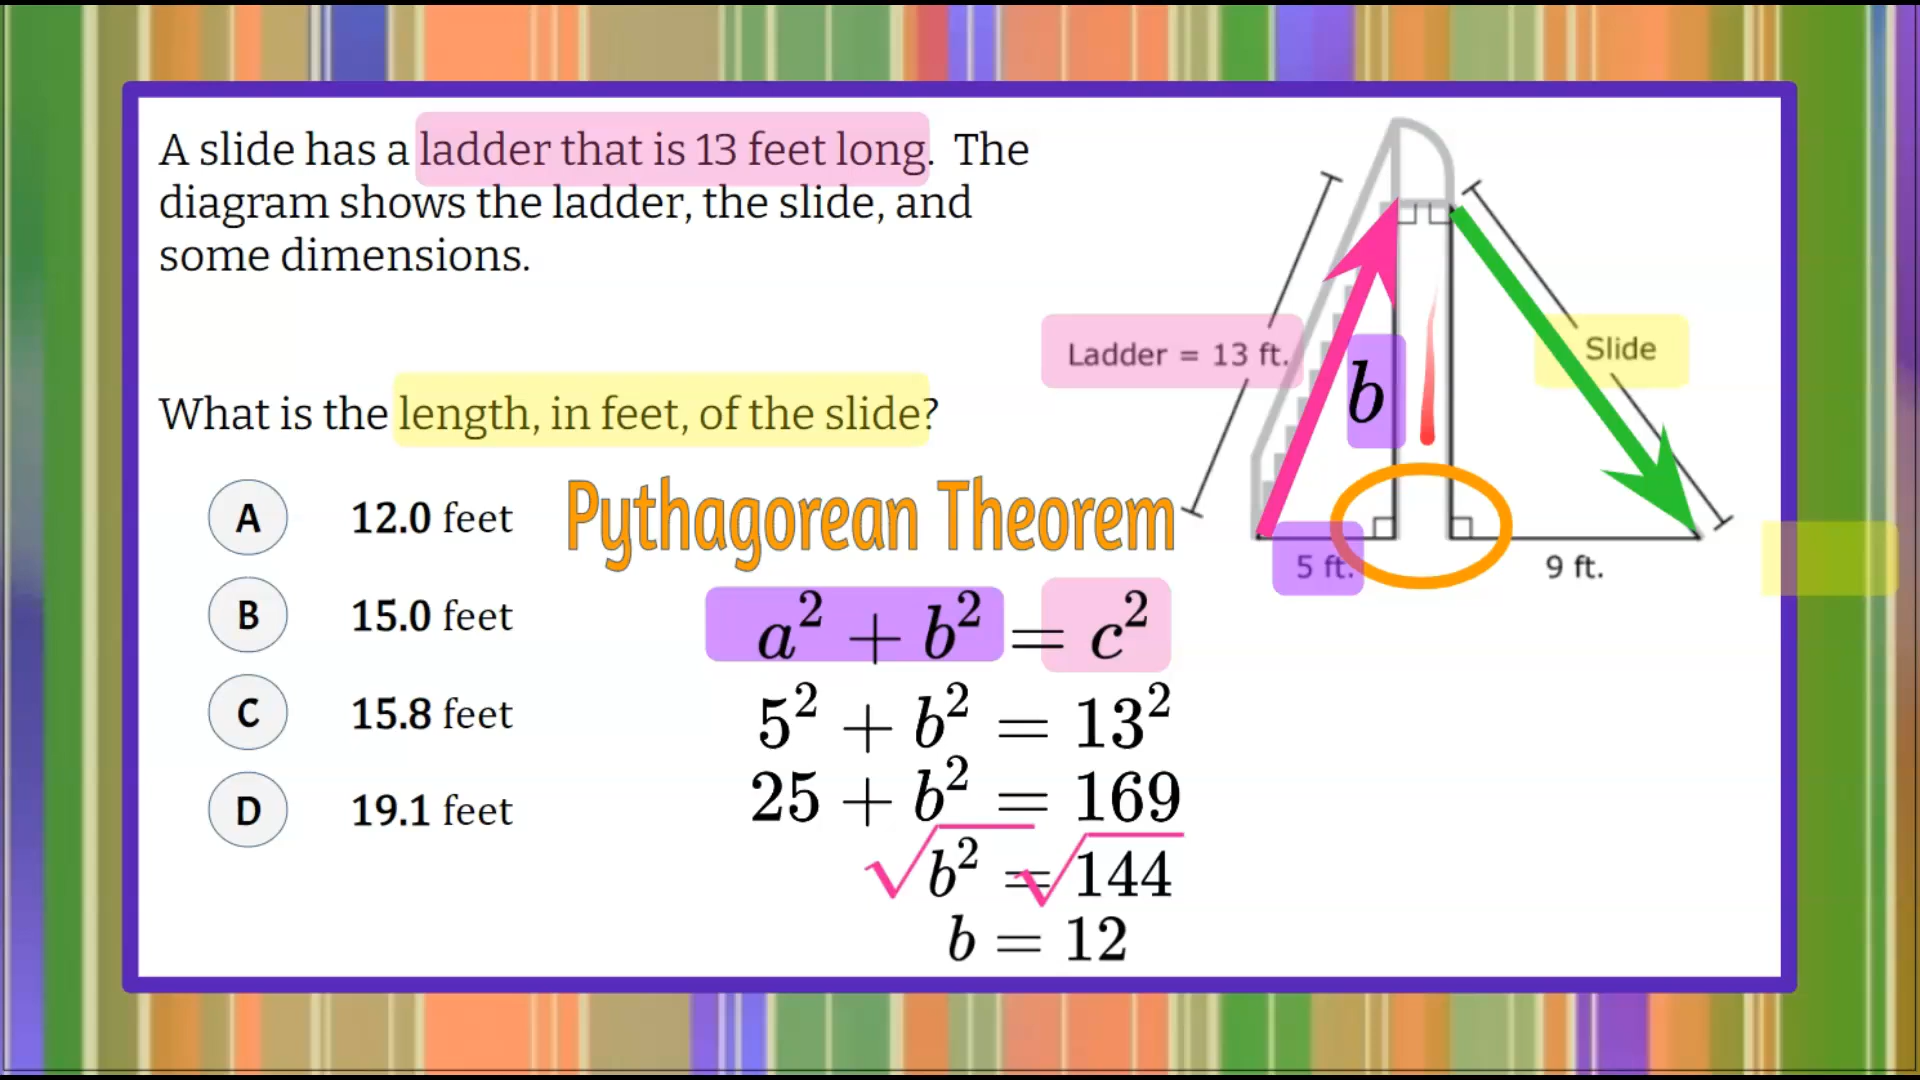 A slide has a ladder that is 13 feet long. The
diagram shows the ladder, the slide, and
some dimensions.
What is the length, in feet, of the slide?
A 12.0 feet
B 15.0 feet
C 15.8 feet
D 19.1 feet
Pythagorean Theorem
a² + b² = c²
5² + b² = 13²
25 + b² = 169
√b² = √144
b = 12
Ladder = 13 ft.
b
Slide
5 ft.
9 ft.